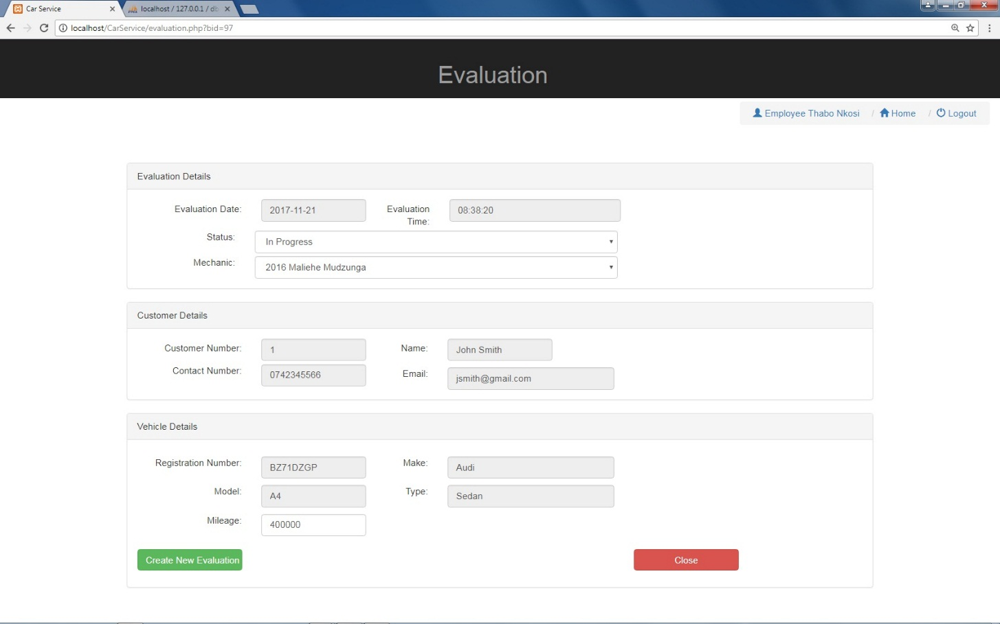 Car Service
localhost / 127.0.0.1 / db
localhost/CarService/evaluation.php?bid=97
Evaluation
Employee Thabo Nkosi / Home / Logout
Evaluation Details
Evaluation Date: 2017-11-21 Evaluation Time: 08:38:20
Status: In Progress
Mechanic: 2016 Maliehe Mudzunga
Customer Details
Customer Number: 1 Name: John Smith
Contact Number: 0742345566 Email: jsmith@gmail.com
Vehicle Details
Registration Number: BZ71DZGP Make: Audi
Model: A4 Type: Sedan
Mileage: 400000
Create New Evaluation Close